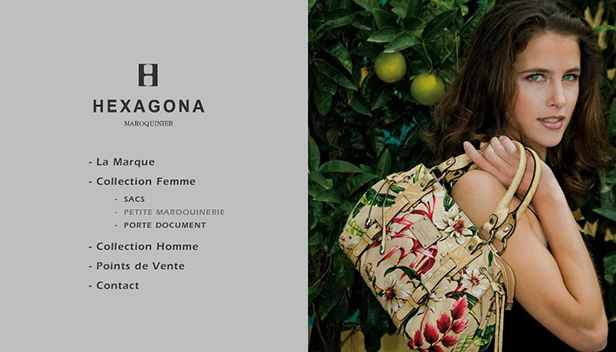 HEXAGONA
MAROQUINIER
- La Marque
- Collection Femme
- SACS
- PETITE MAROQUINERIE
- PORTE DOCUMENT
- Collection Homme
- Points de Vente
- Contact